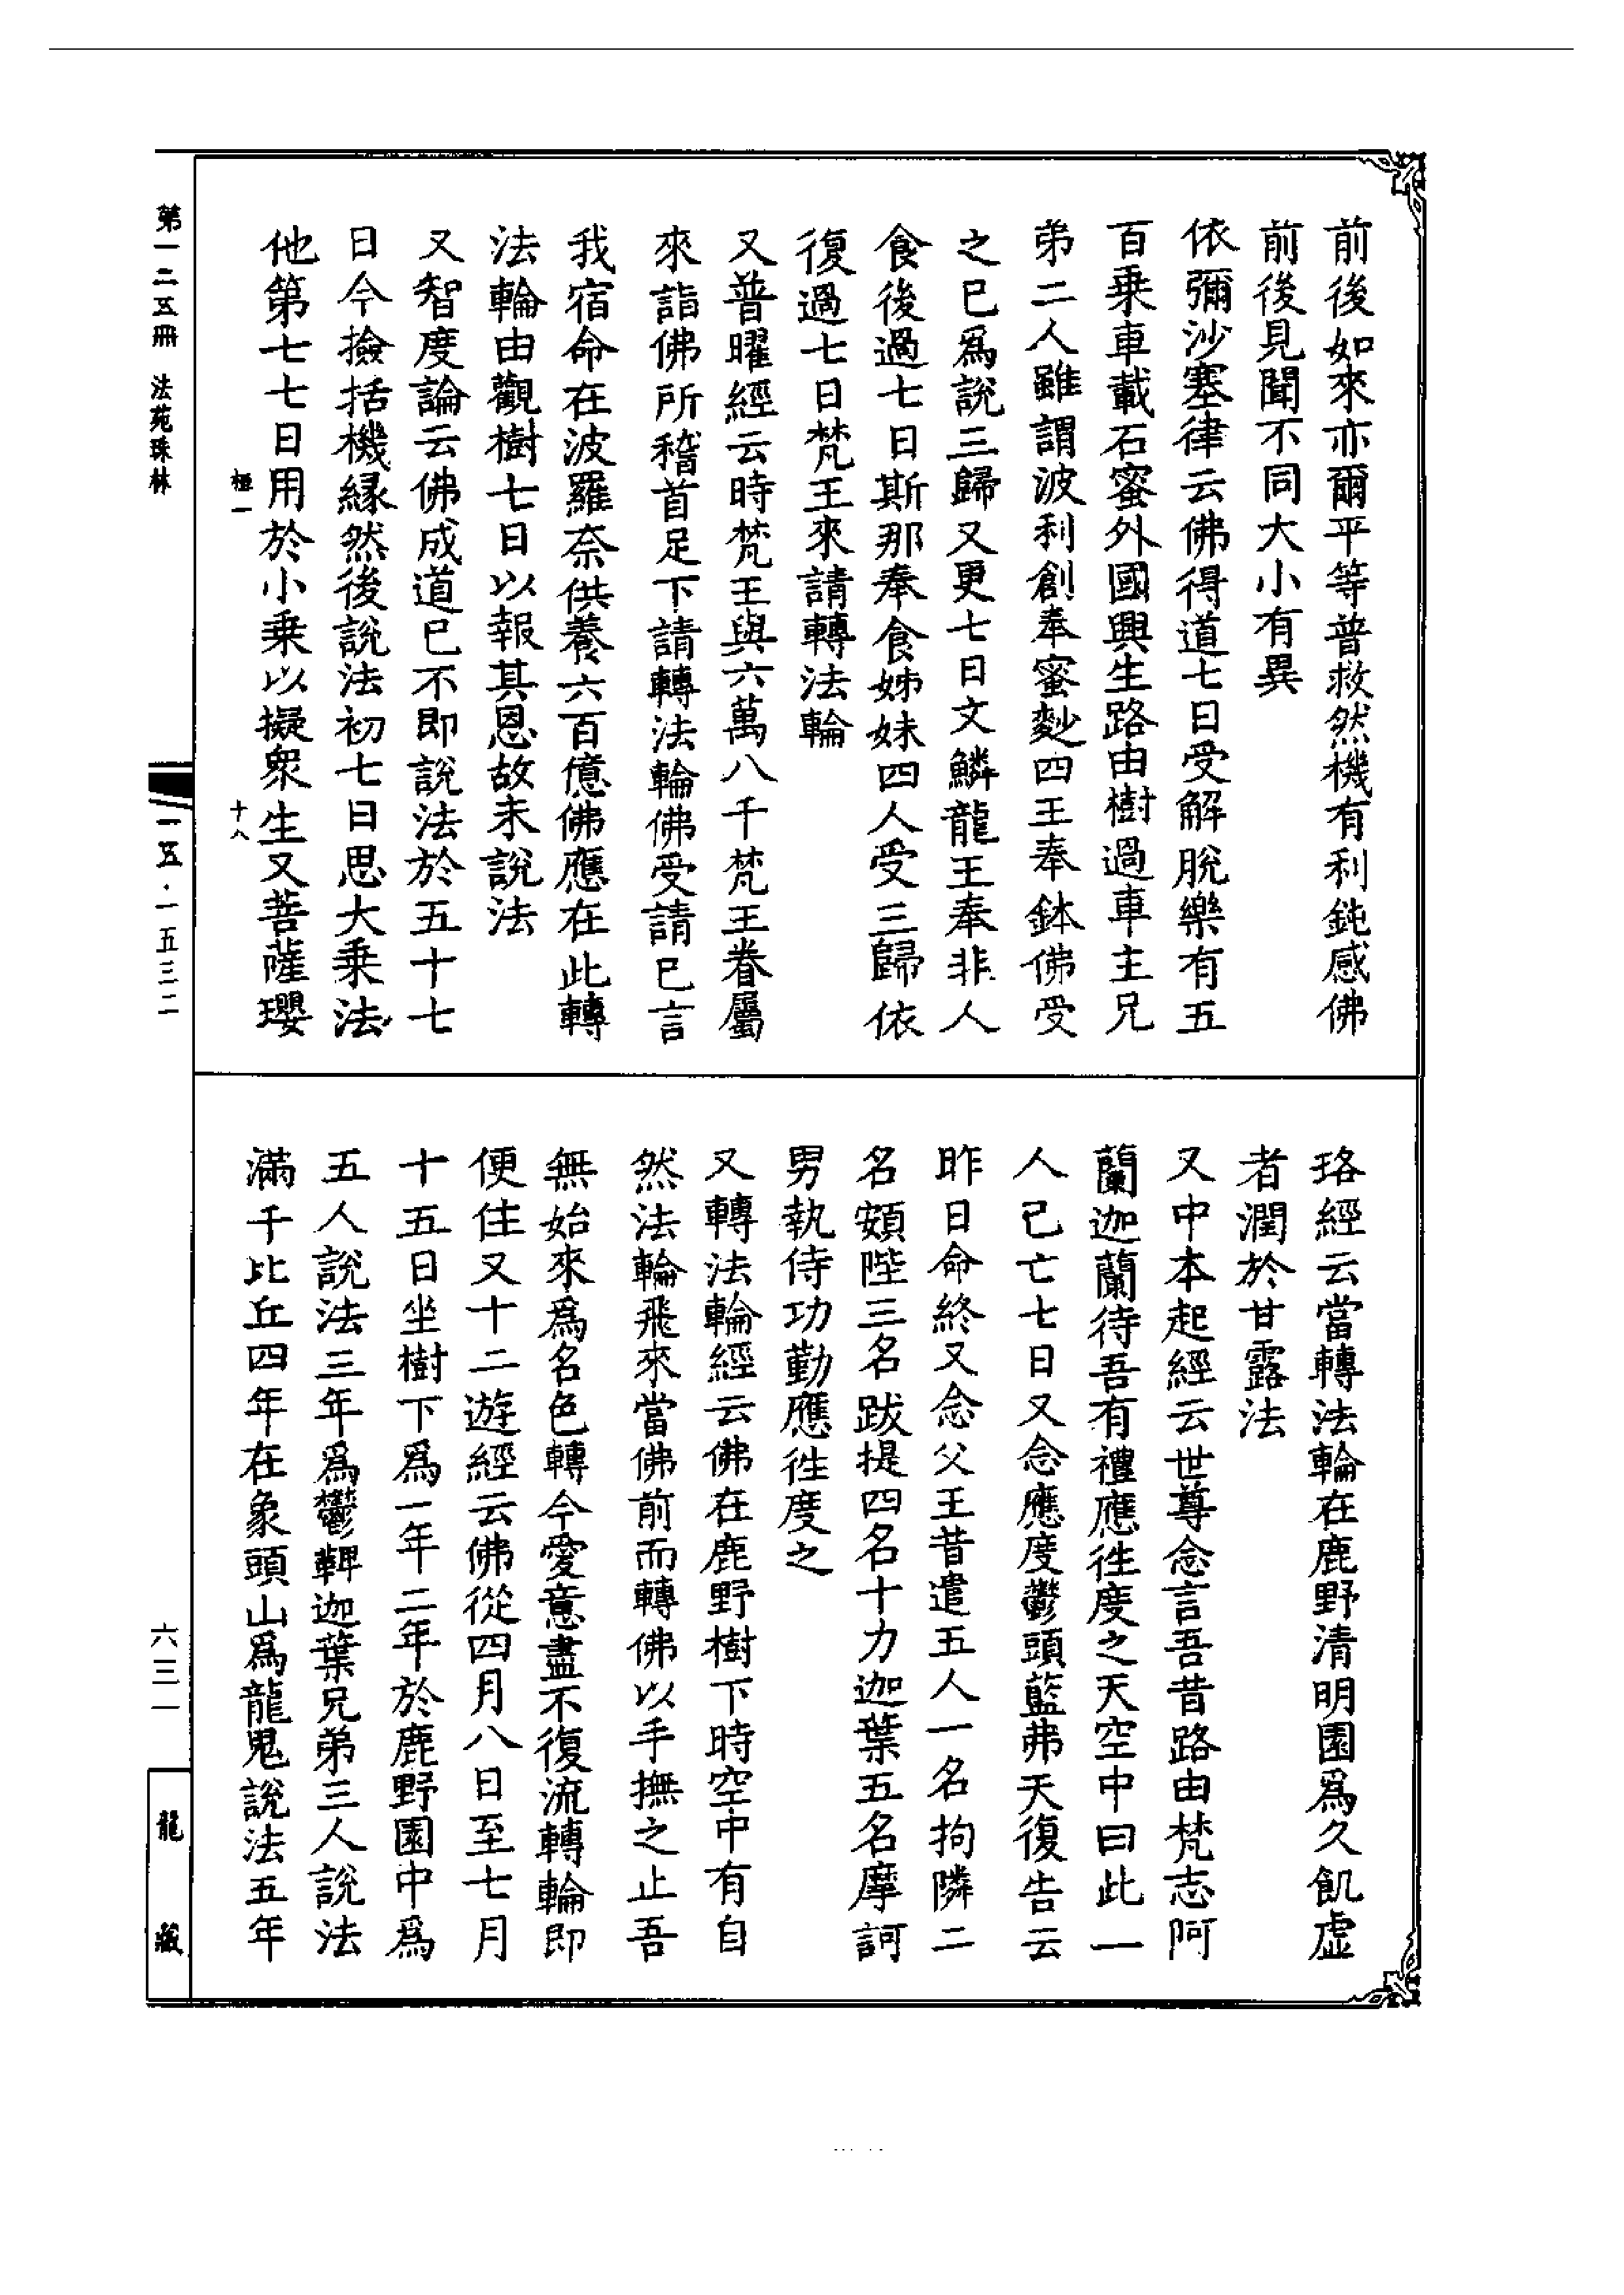 前後如來亦爾平等普救然機有利鈍感佛
前後見聞不同大小有異
依彌沙塞律云佛得道七日受解脫樂有五
百乘車載石蜜外國興生路由樹過車主兄
弟二人雖謂波利創奉蜜麨四王奉鉢佛受
之已爲說三歸又更七日文鱗龍王奉非人
食後過七日斯那奉食姊妹四人受三歸依
復過七日梵王來請轉法輪
又普曜經云時梵王與六萬八千梵王眷屬
來詣佛所稽首足下請轉法輪佛受請已言
我宿命在波羅奈供養六百億佛應在此轉
法輪由觀樹七日以報其恩故未說法
又智度論云佛成道已不即說法於五十七
日今撿括機緣然後說法初七日思大乘法
他第七七日用於小乘以擬衆生又菩薩瓔
珞經云當轉法輪在鹿野清明園爲久飢虛
者潤於甘露法
又中本起經云世尊念言吾昔路由梵志阿
蘭迦蘭待吾有禮應往度之天空中曰此一
人已亡七日又念應度鬱頭藍弗天復告云
昨日命終又念父王昔遣五人一名拘隣二
名頞陛三名跋提四名十力迦葉五名摩訶
男執侍功勤應往度之
又轉法輪經云佛在鹿野樹下時空中有自
然法輪飛來當佛前而轉佛以手撫之止吾
無始來爲名色轉今愛意盡不復流轉輪即
便住又十二遊經云佛從四月八日至七月
十五日坐樹下爲一年二年於鹿野園中爲
五人說法三年爲鬱鞞迦葉兄弟三人說法
滿千比丘四年在象頭山爲龍鬼說法五年
第一二五冊 法苑珠林
十八
一五·一五三二
六三一
龍藏